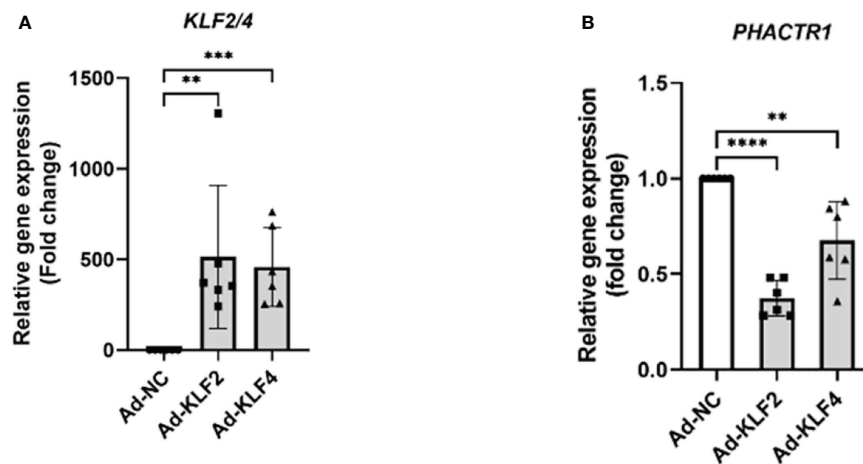 A
KLF2/4
Relative gene expression
(Fold change)
1500
1000
500
0
***
**
Ad-NC
Ad-KLF2
Ad-KLF4
B
PHACTR1
Relative gene expression
(fold change)
1.5
1.0
0.5
0.0
**
****
Ad-NC
Ad-KLF2
Ad-KLF4